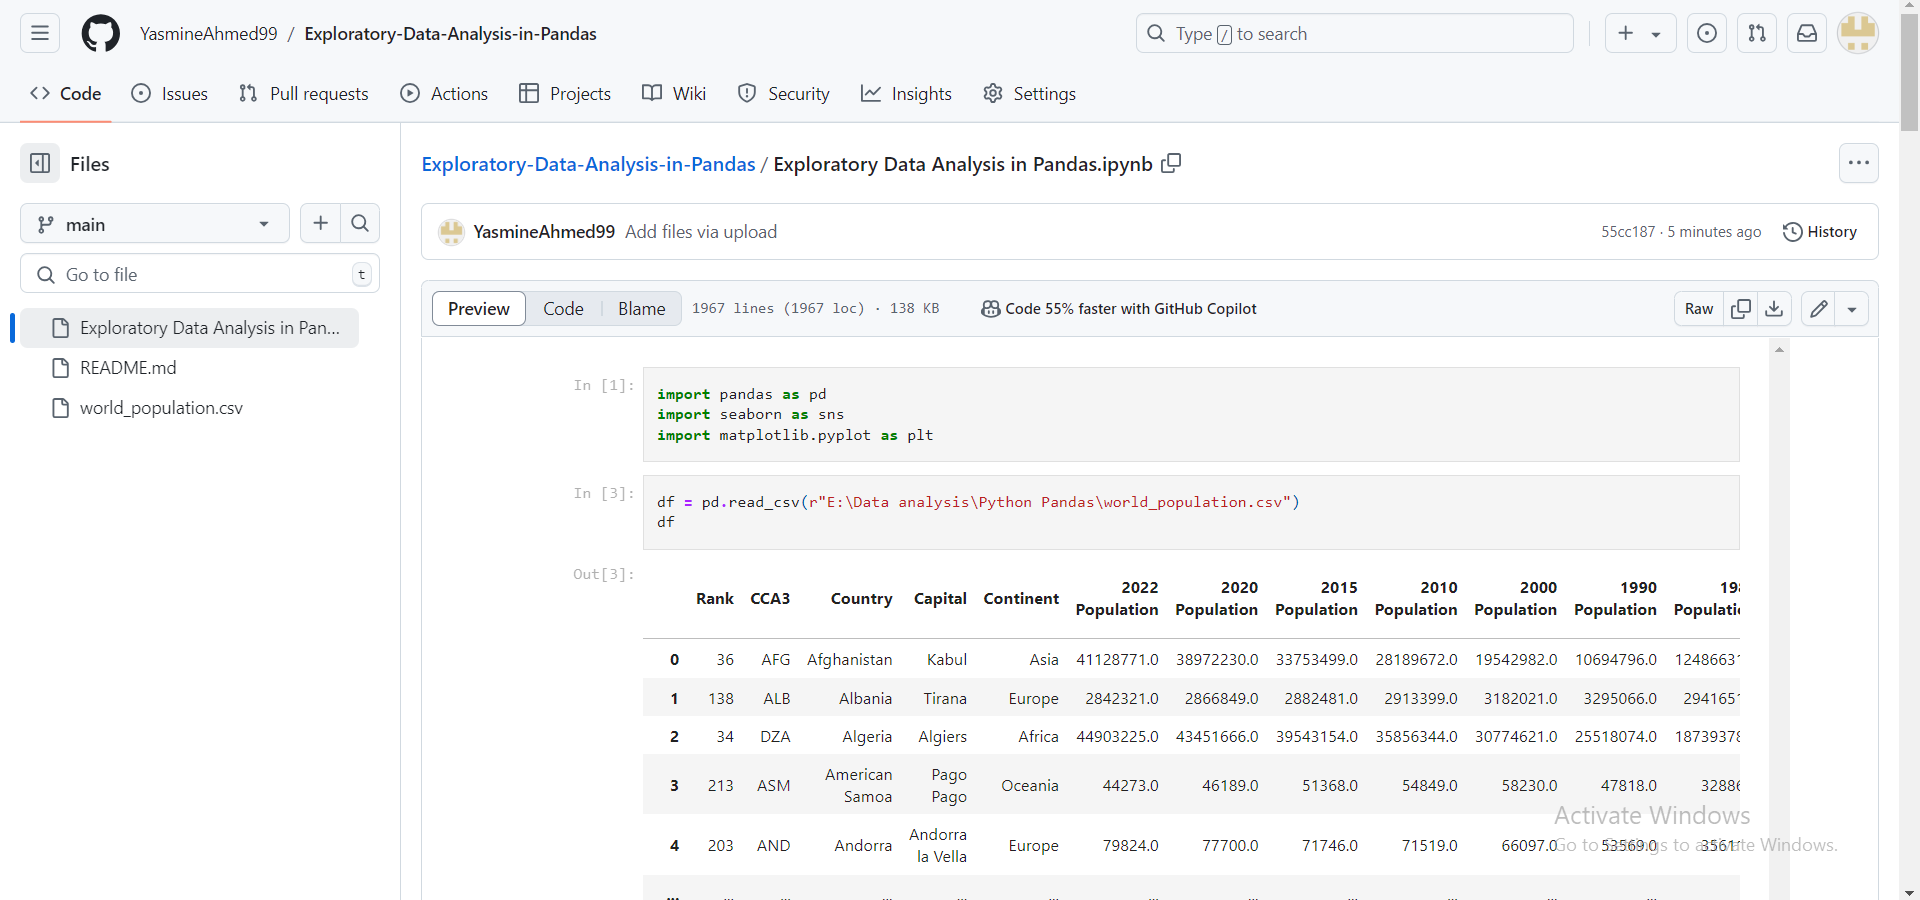 YasmineAhmed99 / Exploratory-Data-Analysis-in-Pandas
Type / to search
Code Issues Pull requests Actions Projects Wiki Security Insights Settings
Files
main
Go to file t
Exploratory Data Analysis in Pan...
README.md
world_population.csv
Exploratory-Data-Analysis-in-Pandas / Exploratory Data Analysis in Pandas.ipynb
YasmineAhmed99 Add files via upload 55cc187 · 5 minutes ago History
Preview Code Blame 1967 lines (1967 loc) · 138 KB Code 55% faster with GitHub Copilot Raw
In [1]:
import pandas as pd
import seaborn as sns
import matplotlib.pyplot as plt
In [3]:
df = pd.read_csv(r"E:\Data analysis\Python Pandas\world_population.csv")
df
Out[3]:
Rank CCA3 Country Capital Continent 2022 Population 2020 Population 2015 Population 2010 Population 2000 Population 1990 Population
0 36 AFG Afghanistan Kabul Asia 41128771.0 38972230.0 33753499.0 28189672.0 19542982.0 10694796.0 1248663
1 138 ALB Albania Tirana Europe 2842321.0 2866849.0 2882481.0 2913399.0 3182021.0 3295066.0 294165
2 34 DZA Algeria Algiers Africa 44903225.0 43451666.0 39543154.0 35856344.0 30774621.0 25518074.0 1873937
3 213 ASM American Samoa Pago Pago Oceania 44273.0 46189.0 51368.0 54849.0 58230.0 47818.0 3288
4 203 AND Andorra Andorra la Vella Europe 79824.0 77700.0 71746.0 71519.0 66097.0 53569.0
... ... ... ... ... ... ... ... ... ... ... ...
Activate Windows
Go to Settings to activate Windows.